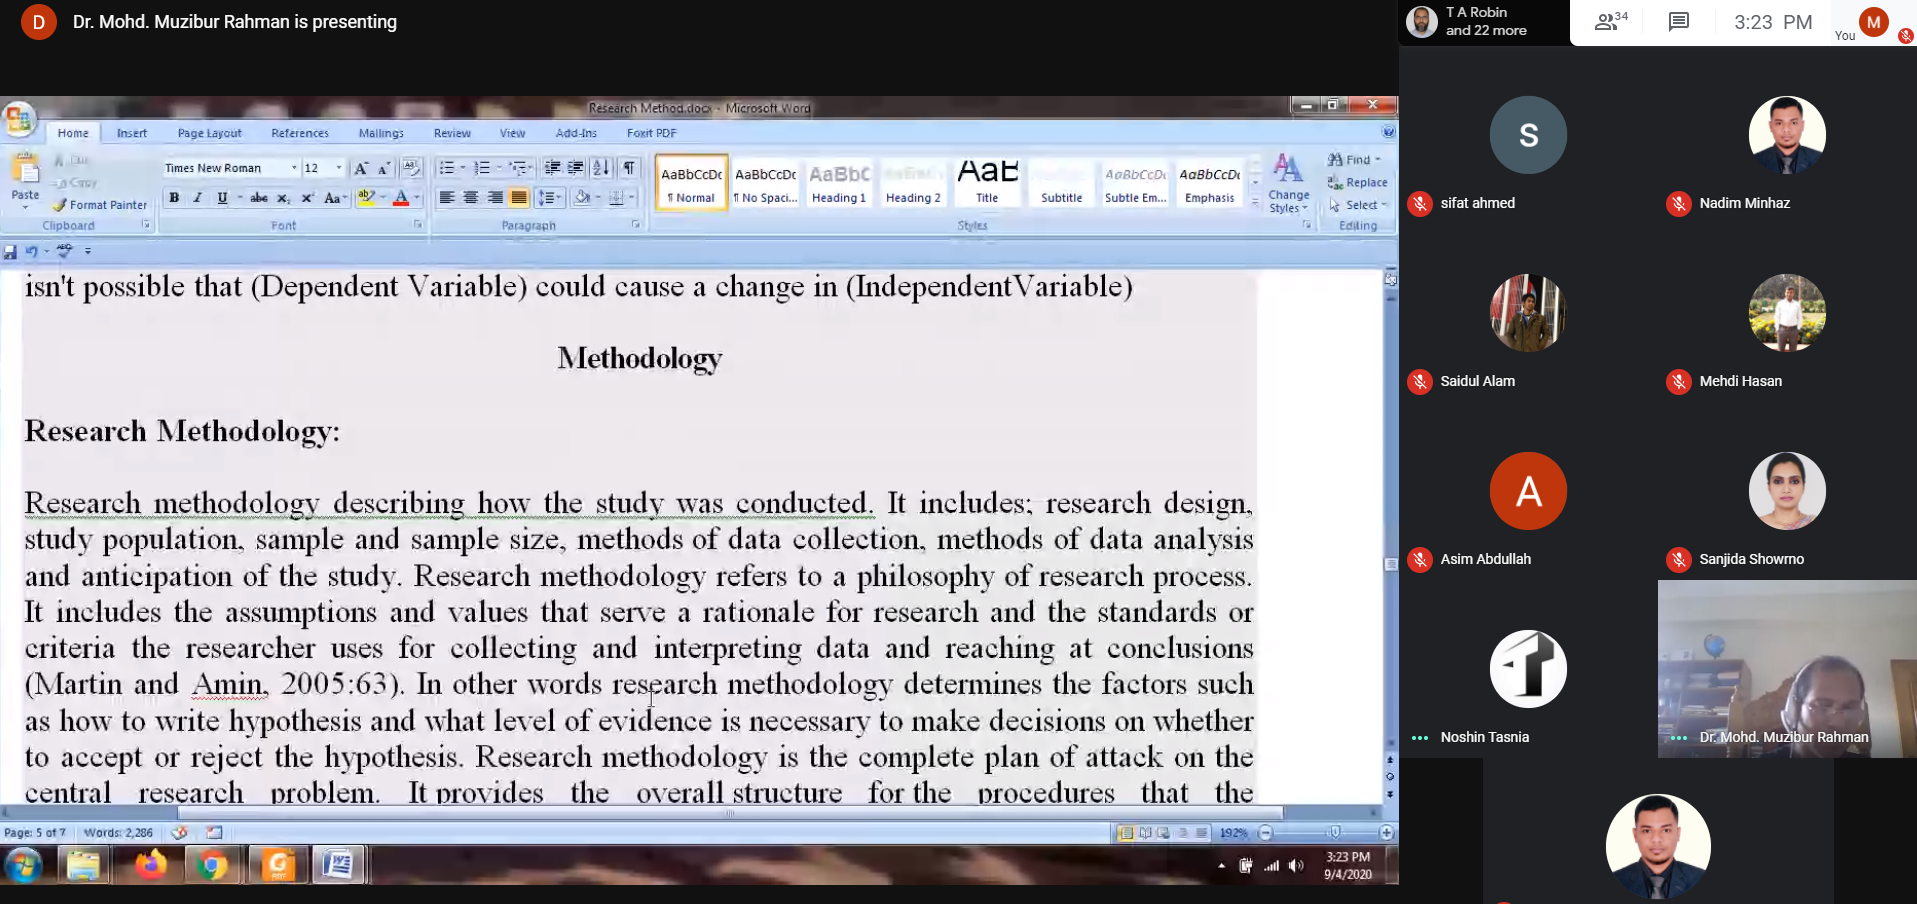 D Dr. Mohd. Muzibur Rahman is presenting
T A Robin
and 22 more
34
3:23 PM
You
M
Research Method.docx - Microsoft Word
Home Insert Page Layout References Mailings Review View Add-Ins Foxit PDF
Paste
Cut
Copy
Format Painter
Clipboard
Times New Roman 12
B I U abc x₂ x² Aa
Font
Paragraph
AaBbCcDc AaBbCcDc AaBbC AaB AaBbCcDc AaBbCcDc
¶ Normal ¶ No Spaci... Heading 1 Heading 2 Title Subtitle Subtle Em... Emphasis
Change
Styles
Styles
Find
Replace
Select
Editing
isn't possible that (Dependent Variable) could cause a change in (IndependentVariable)
Methodology
Research Methodology:
Research methodology describing how the study was conducted. It includes; research design,
study population, sample and sample size, methods of data collection, methods of data analysis
and anticipation of the study. Research methodology refers to a philosophy of research process.
It includes the assumptions and values that serve a rationale for research and the standards or
criteria the researcher uses for collecting and interpreting data and reaching at conclusions
(Martin and Amin, 2005:63). In other words research methodology determines the factors such
as how to write hypothesis and what level of evidence is necessary to make decisions on whether
to accept or reject the hypothesis. Research methodology is the complete plan of attack on the
central research problem. It provides the overall structure for the procedures that the
Page: 5 of 7 Words: 2,286
192%
3:23 PM
9/4/2020
S
sifat ahmed
Nadim Minhaz
Saidul Alam
Mehdi Hasan
A
Asim Abdullah
Sanjida Showrno
Noshin Tasnia
Dr. Mohd. Muzibur Rahman